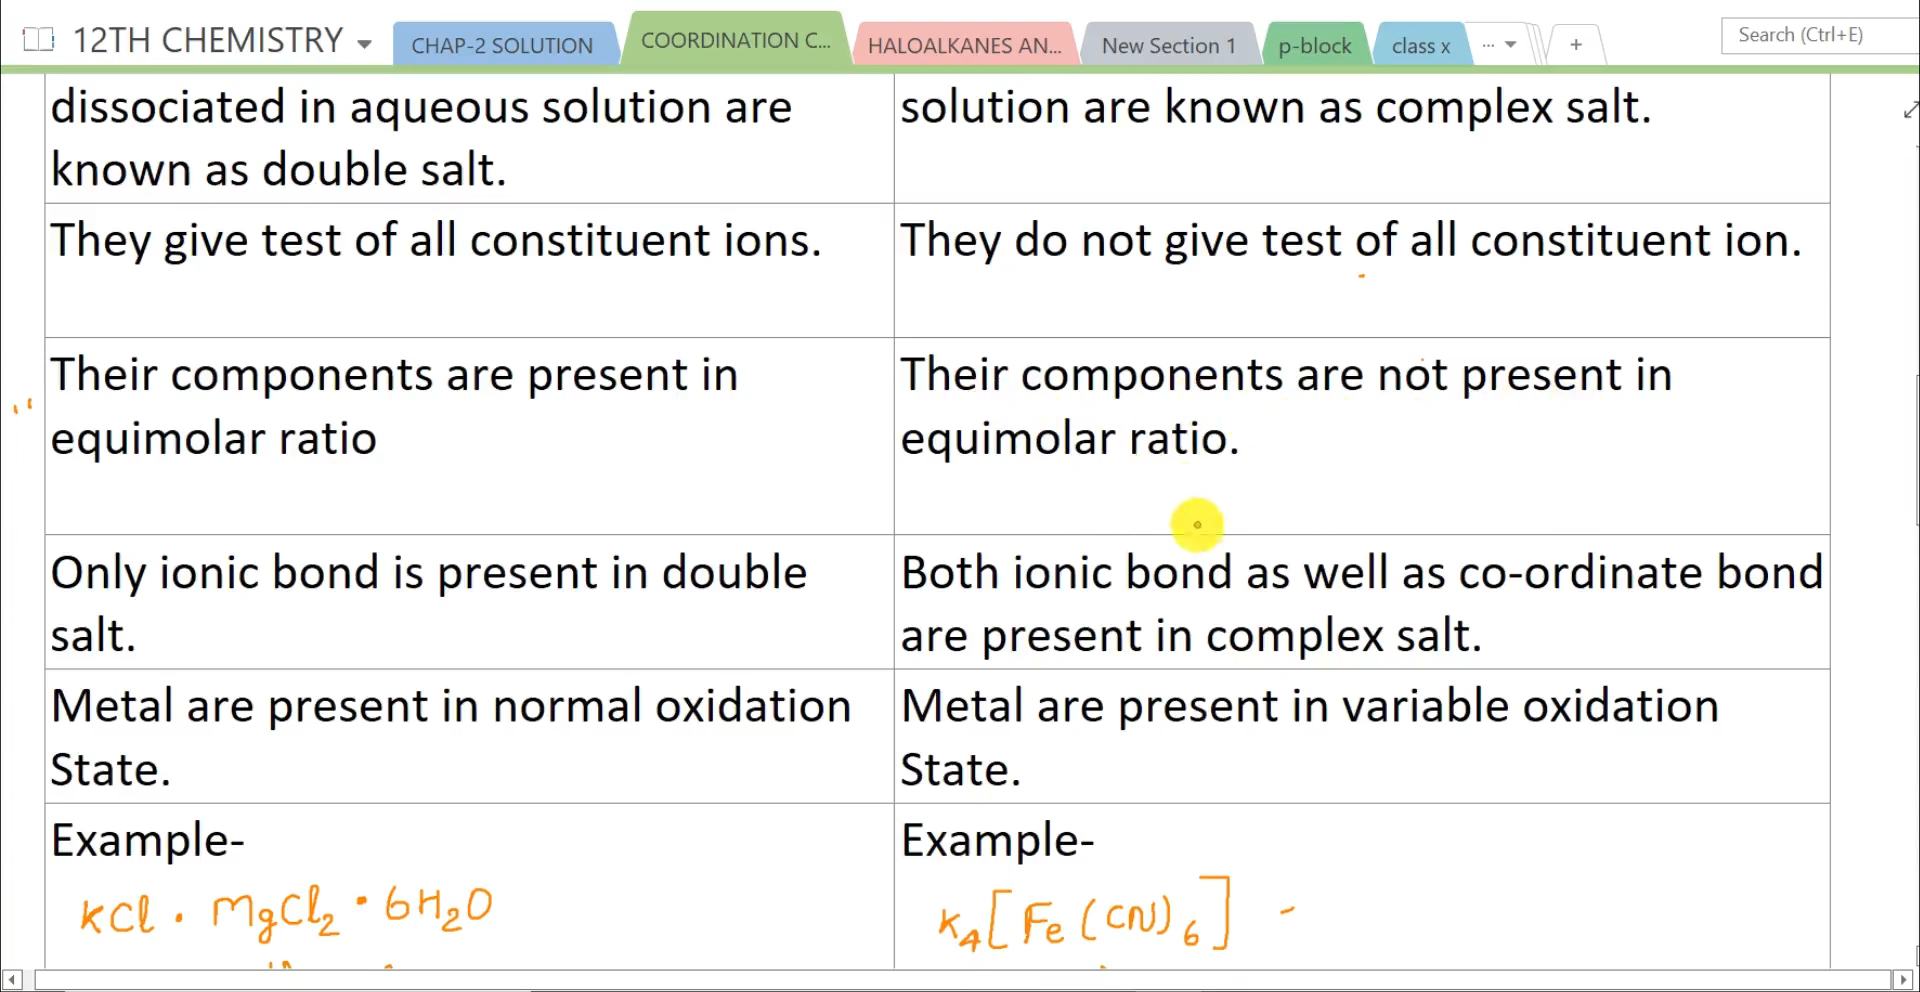 12TH CHEMISTRY
CHAP-2 SOLUTION
COORDINATION C...
HALOALKANES AN...
New Section 1
p-block
class x
...
+
Search (Ctrl+E)
dissociated in aqueous solution are
known as double salt.
solution are known as complex salt.
They give test of all constituent ions.
They do not give test of all constituent ion.
Their components are present in
equimolar ratio
Their components are not present in
equimolar ratio.
Only ionic bond is present in double
salt.
Both ionic bond as well as co-ordinate bond
are present in complex salt.
Metal are present in normal oxidation
State.
Metal are present in variable oxidation
State.
Example-
KCl · MgCl₂ · 6H₂O
Example-
K₄[Fe(CN)₆] -